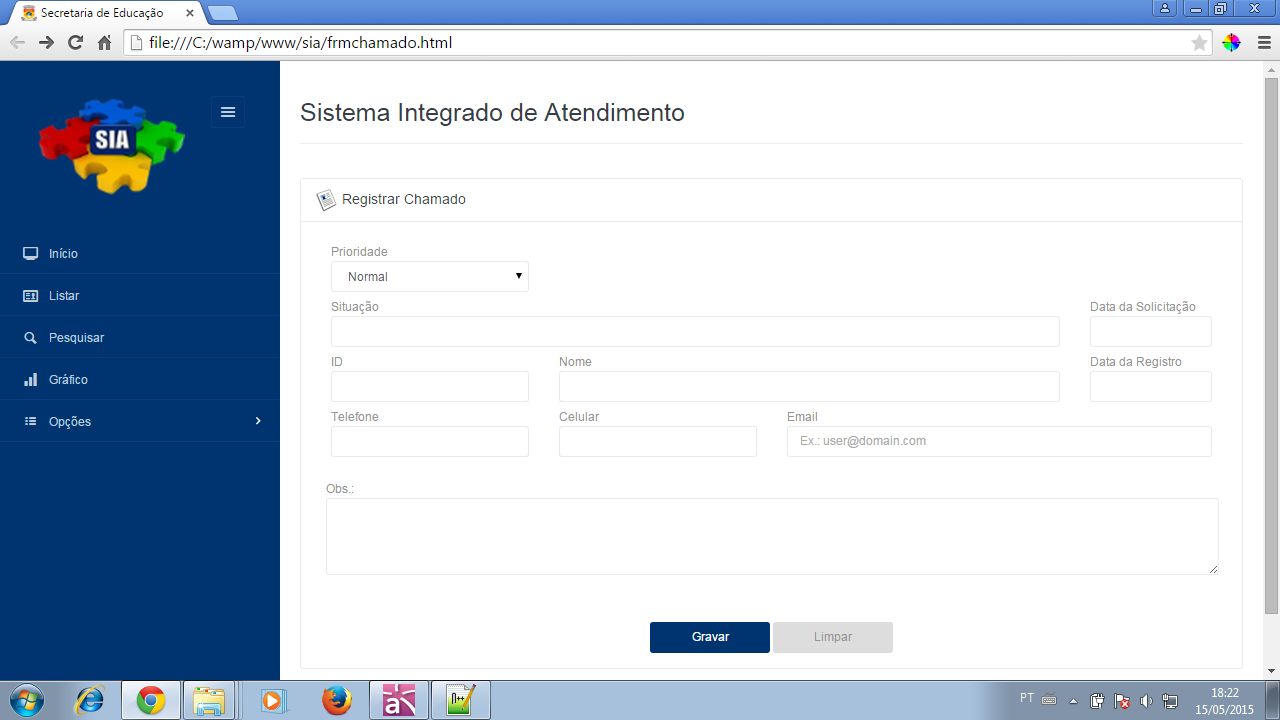 Secretaria de Educação
file:///C:/wamp/www/sia/frmchamado.html
SIA
Sistema Integrado de Atendimento
Registrar Chamado
Início
Listar
Pesquisar
Gráfico
Opções
Prioridade
Normal
Situação
Data da Solicitação
ID
Nome
Data da Registro
Telefone
Celular
Email
Ex.: user@domain.com
Obs.:
Gravar
Limpar
PT
18:22
15/05/2015